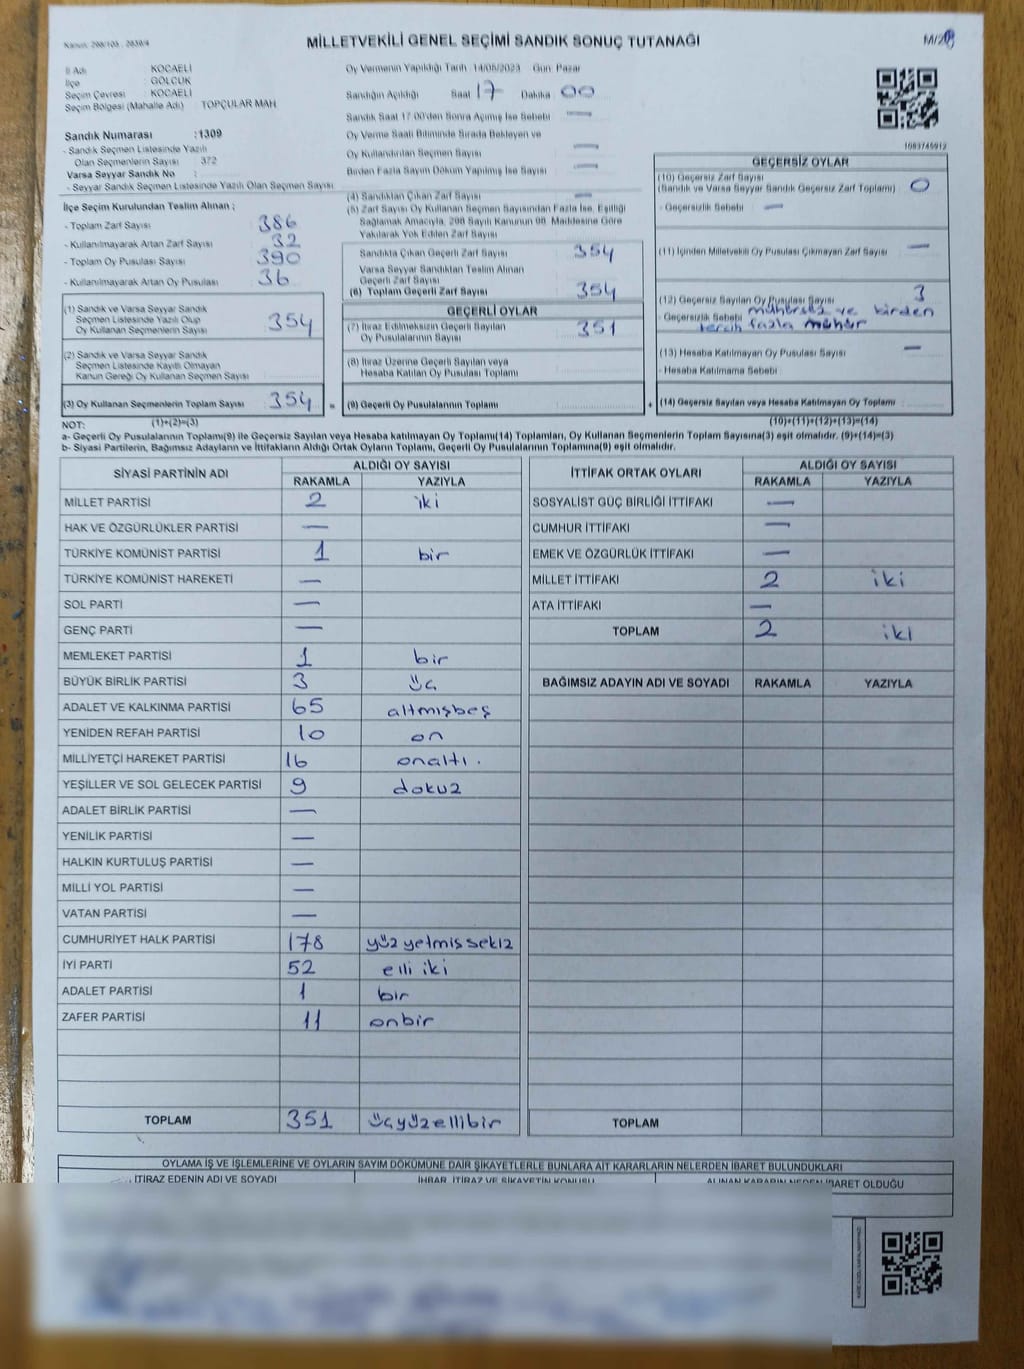 Kanun: 298/105 , 2839/4
MİLLETVEKİLİ GENEL SEÇİMİ SANDIK SONUÇ TUTANAĞI
İl Adı : KOCAELİ
İlçe : GÖLCÜK
Seçim Çevresi : KOCAELİ
Seçim Bölgesi (Mahalle Adı) : TOPÇULAR MAH
Sandık Numarası :1309
- Sandık Seçmen Listesinde Yazılı
Olan Seçmenlerin Sayısı : 372
Varsa Seyyar Sandık No :
- Seyyar Sandık Seçmen Listesinde Yazılı Olan Seçmen Sayısı
İlçe Seçim Kurulundan Teslim Alınan ;
- Toplam Zarf Sayısı 386
- Kullanılmayarak Artan Zarf Sayısı 32
- Toplam Oy Pusulası Sayısı 390
- Kullanılmayarak Artan Oy Pusulası 36
Oy Vermenin Yapıldığı Tarih 14/05/2023 Gün Pazar
Sandığın Açıldığı Saat 17 Dakika 00
Sandık Saat 17:00'den Sonra Açılmış İse Sebebi —
Oy Verme Saati Bitiminde Sırada Bekleyen ve
Oy Kullandırılan Seçmen Sayısı —
Birden Fazla Sayım Döküm Yapılmış İse Sayısı —
(4) Sandıktan Çıkan Zarf Sayısı —
(5) Zarf Sayısı Oy Kullanan Seçmen Sayısından Fazla İse, Eşitliği
Sağlamak Amacıyla, 298 Sayılı Kanunun 98. Maddesine Göre
Yakılarak Yok Edilen Zarf Sayısı
Sandıkta Çıkan Geçerli Zarf Sayısı 354
Varsa Seyyar Sandıktan Teslim Alınan
Geçerli Zarf Sayısı
(6) Toplam Geçerli Zarf Sayısı 354
1083745912
GEÇERSİZ OYLAR
(10) Geçersiz Zarf Sayısı
(Sandık ve Varsa Seyyar Sandık Geçersiz Zarf Toplamı) 0
- Geçersizlik Sebebi —
(11) İçinden Milletvekili Oy Pusulası Çıkmayan Zarf Sayısı —
(12) Geçersiz Sayılan Oy Pusulası Sayısı 3
- Geçersizlik Sebebi mühürsüz ve birden
tercih fazla mühür
(13) Hesaba Katılmayan Oy Pusulası Sayısı —
- Hesaba Katılmama Sebebi
(14) Geçersiz Sayılan veya Hesaba Katılmayan Oy Toplamı :
(1) Sandık ve Varsa Seyyar Sandık
Seçmen Listesinde Yazılı Olup
Oy Kullanan Seçmenlerin Sayısı 354
(2) Sandık ve Varsa Seyyar Sandık
Seçmen Listesinde Kayıtlı Olmayan
Kanun Gereği Oy Kullanan Seçmen Sayısı
(3) Oy Kullanan Seçmenlerin Toplam Sayısı 354 =
GEÇERLİ OYLAR
(7) İtiraz Edilmeksizin Geçerli Sayılan
Oy Pusulalarının Sayısı 351
(8) İtiraz Üzerine Geçerli Sayılan veya
Hesaba Katılan Oy Pusulası Toplamı
(9) Geçerli Oy Pusulalarının Toplamı +
NOT: (1)+(2)=(3) (10)+(11)+(12)+(13)=(14)
a- Geçerli Oy Pusulalarının Toplamı(9) ile Geçersiz Sayılan veya Hesaba katılmayan Oy Toplamı(14) Toplamları, Oy Kullanan Seçmenlerin Toplam Sayısına(3) eşit olmalıdır. (9)+(14)=(3)
b- Siyasi Partilerin, Bağımsız Adayların ve İttifakların Aldığı Ortak Oyların Toplamı, Geçerli Oy Pusulalarının Toplamına(9) eşit olmalıdır.
SİYASİ PARTİNİN ADI ALDIĞI OY SAYISI
RAKAMLA YAZIYLA
MİLLET PARTİSİ 2 iki
HAK VE ÖZGÜRLÜKLER PARTİSİ —
TÜRKİYE KOMÜNİST PARTİSİ 1 bir
TÜRKİYE KOMÜNİST HAREKETİ —
SOL PARTİ —
GENÇ PARTİ —
MEMLEKET PARTİSİ 1 bir
BÜYÜK BİRLİK PARTİSİ 3 üç
ADALET VE KALKINMA PARTİSİ 65 altmışbeş
YENİDEN REFAH PARTİSİ 10 on
MİLLİYETÇİ HAREKET PARTİSİ 16 onaltı.
YEŞİLLER VE SOL GELECEK PARTİSİ 9 dokuz
ADALET BİRLİK PARTİSİ —
YENİLİK PARTİSİ —
HALKIN KURTULUŞ PARTİSİ —
MİLLİ YOL PARTİSİ —
VATAN PARTİSİ —
CUMHURİYET HALK PARTİSİ 178 yüz yetmiş sekiz
İYİ PARTİ 52 elli iki
ADALET PARTİSİ 1 bir
ZAFER PARTİSİ 11 onbir
TOPLAM 351 üçyüzellibir
İTTİFAK ORTAK OYLARI ALDIĞI OY SAYISI
RAKAMLA YAZIYLA
SOSYALİST GÜÇ BİRLİĞİ İTTİFAKI —
CUMHUR İTTİFAKI —
EMEK VE ÖZGÜRLÜK İTTİFAKI —
MİLLET İTTİFAKI 2 iki
ATA İTTİFAKI —
TOPLAM 2 iki
BAĞIMSIZ ADAYIN ADI VE SOYADI RAKAMLA YAZIYLA
TOPLAM
OYLAMA İŞ VE İŞLEMLERİNE VE OYLARIN SAYIM DÖKÜMÜNE DAİR ŞİKAYETLERLE BUNLARA AİT KARARLARIN NELERDEN İBARET BULUNDUKLARI
İTİRAZ EDENİN ADI VE SOYADI İHBAR, İTİRAZ VE ŞİKAYETİN KONUSU ALINAN KARARIN NEDEN İBARET OLDUĞU